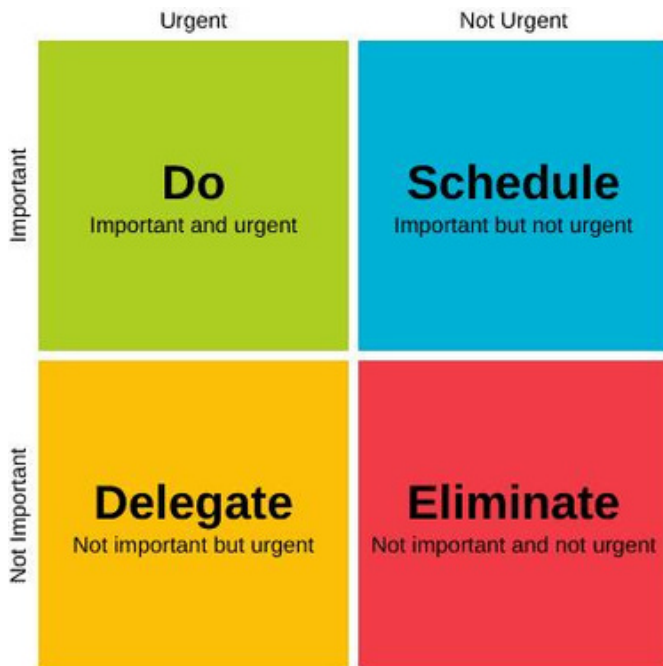 Urgent
Not Urgent
Important
Do
Important and urgent
Schedule
Important but not urgent
Not Important
Delegate
Not important but urgent
Eliminate
Not important and not urgent